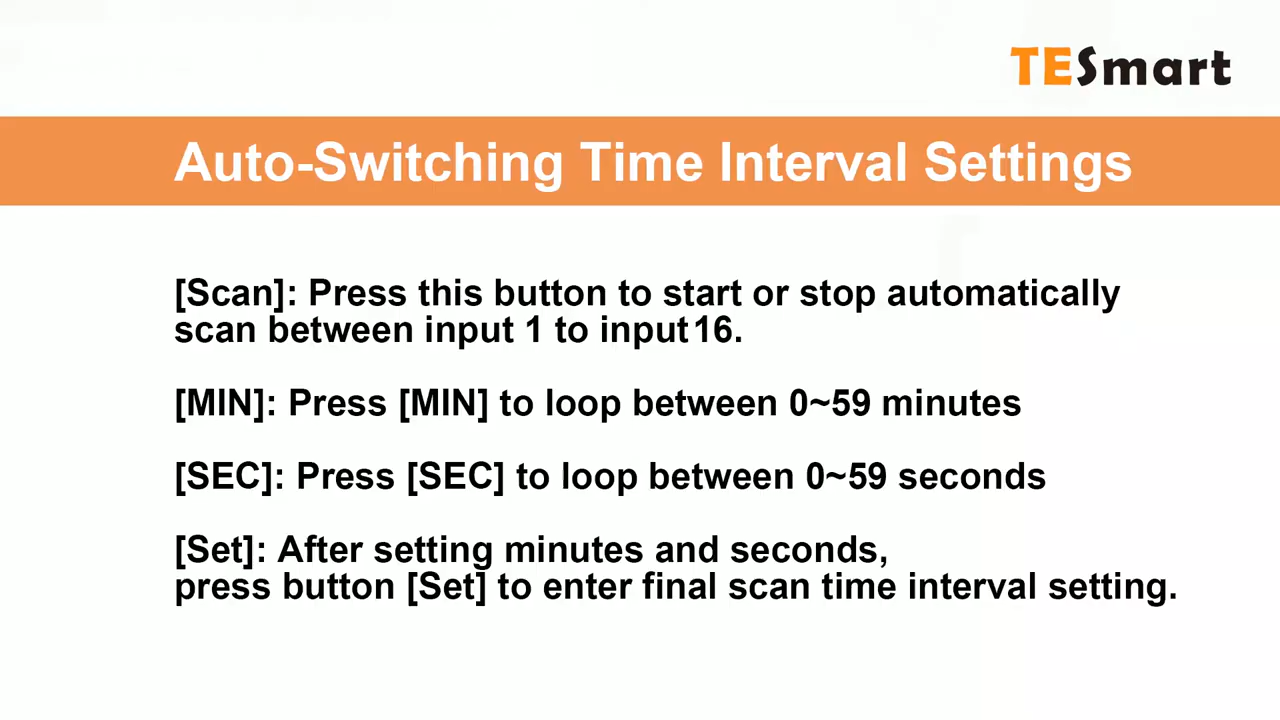 TESmart
Auto-Switching Time Interval Settings
[Scan]: Press this button to start or stop automatically
scan between input 1 to input 16.
[MIN]: Press [MIN] to loop between 0~59 minutes
[SEC]: Press [SEC] to loop between 0~59 seconds
[Set]: After setting minutes and seconds,
press button [Set] to enter final scan time interval setting.